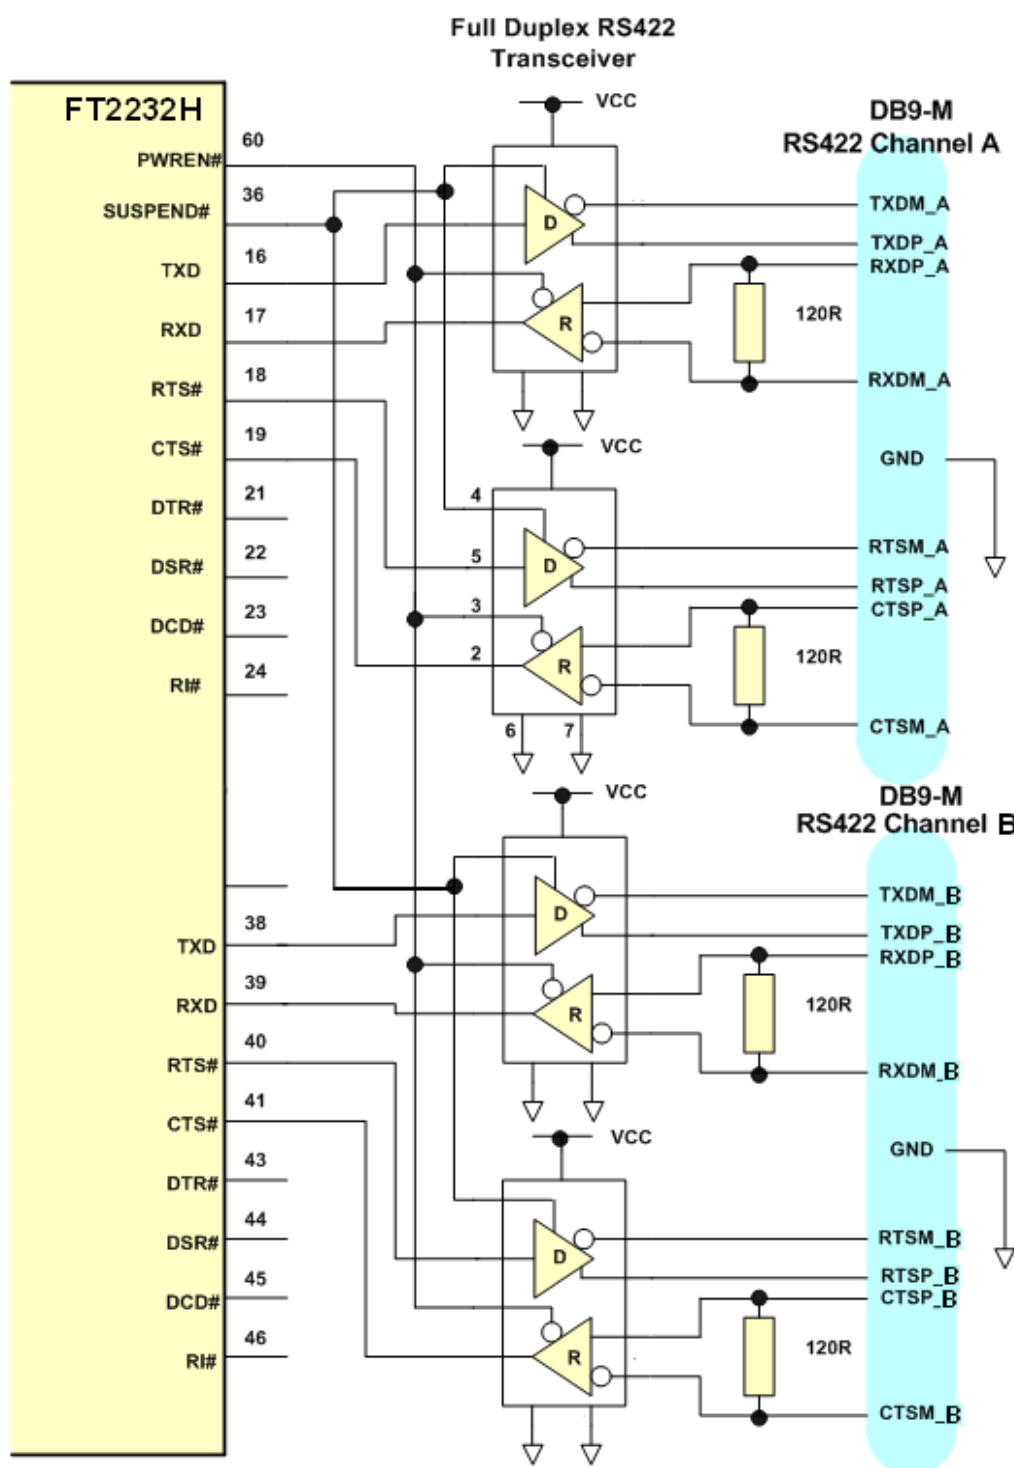 Full Duplex RS422
Transceiver
FT2232H
VCC
DB9-M
RS422 Channel A
60
PWREN#
36
SUSPEND#
D
TXDM_A
16
TXD
TXDP_A
RXDP_A
17
RXD
R
120R
18
RTS#
RXDM_A
19
CTS#
VCC
GND
21
DTR#
4
22
DSR#
5
D
RTSM_A
RTSP_A
23
DCD#
3
CTSP_A
24
RI#
2
R
120R
6
7
CTSM_A
VCC
DB9-M
RS422 Channel B
TXDM_B
D
38
TXD
TXDP_B
RXDP_B
39
RXD
R
120R
40
RTS#
RXDM_B
41
CTS#
VCC
GND
43
DTR#
44
DSR#
D
RTSM_B
RTSP_B
45
DCD#
CTSP_B
46
RI#
R
120R
CTSM_B